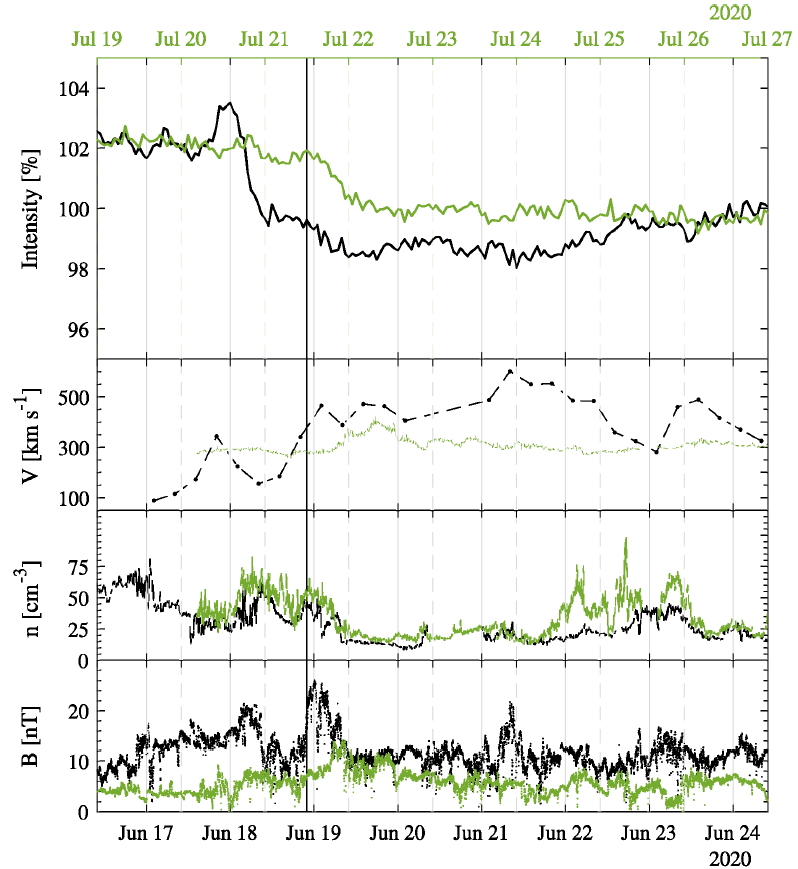 2020
Jul 19 Jul 20 Jul 21 Jul 22 Jul 23 Jul 24 Jul 25 Jul 26 Jul 27
104
102
100
98
96
Intensity [%]
500
300
100
V [km s⁻¹]
75
50
25
0
n [cm⁻³]
20
10
0
B [nT]
Jun 17 Jun 18 Jun 19 Jun 20 Jun 21 Jun 22 Jun 23 Jun 24
2020